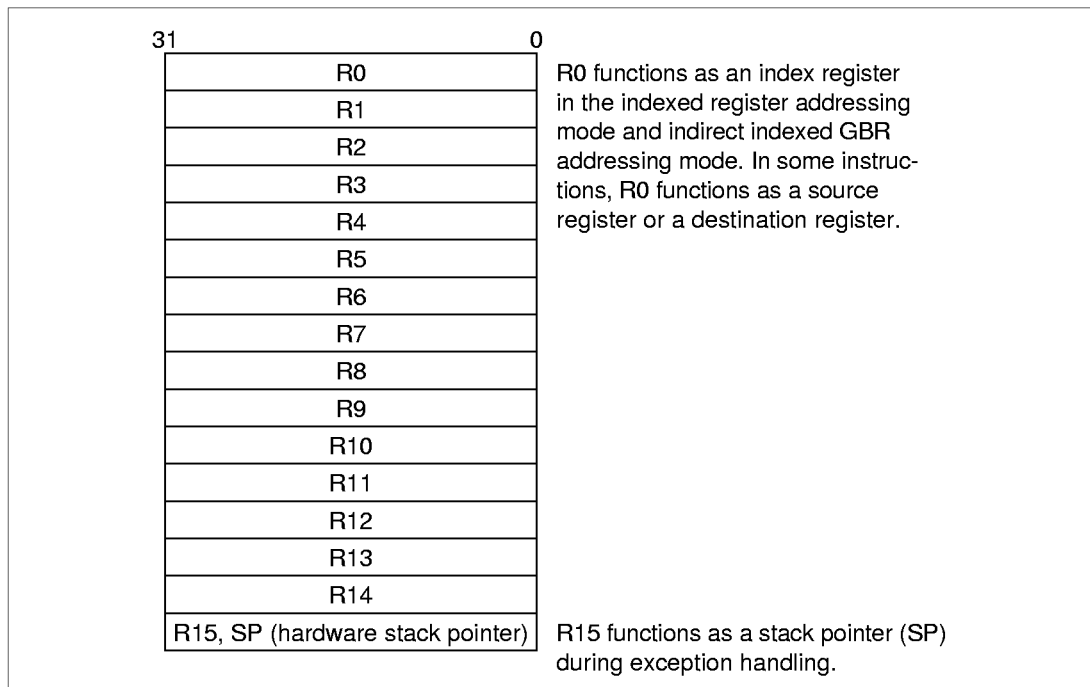 31 0
R0
R1
R2
R3
R4
R5
R6
R7
R8
R9
R10
R11
R12
R13
R14
R15, SP (hardware stack pointer)
R0 functions as an index register
in the indexed register addressing
mode and indirect indexed GBR
addressing mode. In some instruc-
tions, R0 functions as a source
register or a destination register.
R15 functions as a stack pointer (SP)
during exception handling.